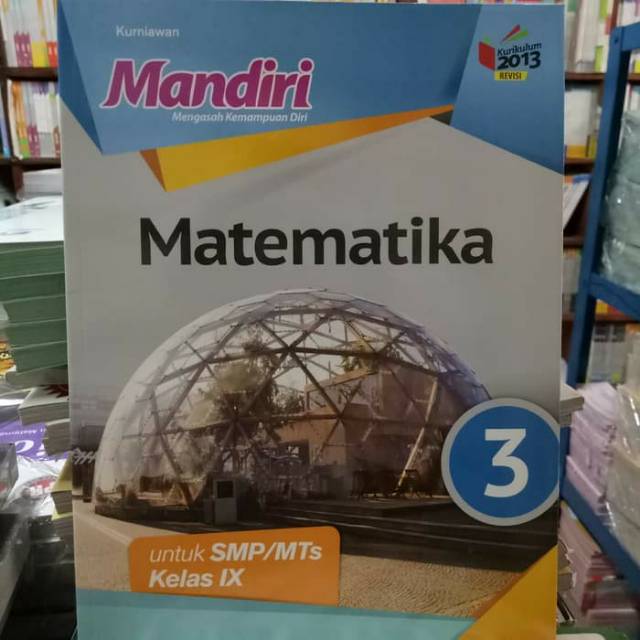 Kurniawan
Kurikulum
2013
REVISI
Mandiri
Mengasah Kemampuan Diri
Matematika
3
untuk SMP/MTs
Kelas IX